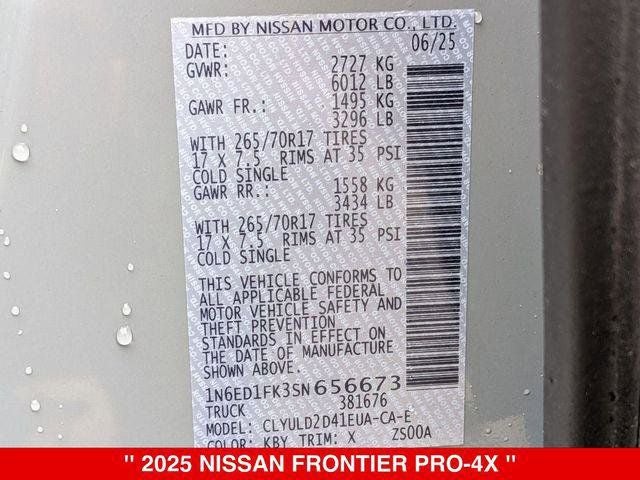 MFD BY NISSAN MOTOR CO., LTD.
DATE: 06/25
GVWR: 2727 KG
6012 LB
GAWR FR.: 1495 KG
3296 LB
WITH 265/70R17 TIRES
17 X 7.5 RIMS AT 35 PSI
COLD SINGLE
GAWR RR.: 1558 KG
3434 LB
WITH 265/70R17 TIRES
17 X 7.5 RIMS AT 35 PSI
COLD SINGLE
THIS VEHICLE CONFORMS TO
ALL APPLICABLE FEDERAL
MOTOR VEHICLE SAFETY AND
THEFT PREVENTION
STANDARDS IN EFFECT ON
THE DATE OF MANUFACTURE
SHOWN ABOVE.
1N6ED1FK3SN656673
TRUCK 381676
MODEL: CLYULD2D41EUA-CA-E
COLOR: KBY TRIM: X ZS00A
" 2025 NISSAN FRONTIER PRO-4X "